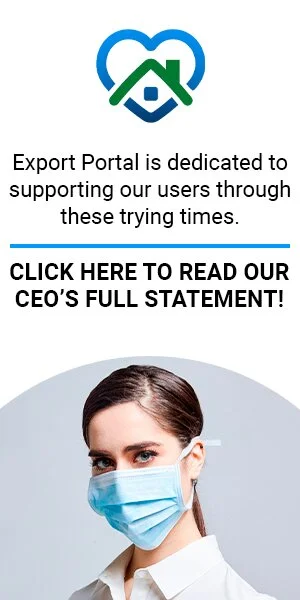 Export Portal is dedicated to
supporting our users through
these trying times.
CLICK HERE TO READ OUR
CEO'S FULL STATEMENT!